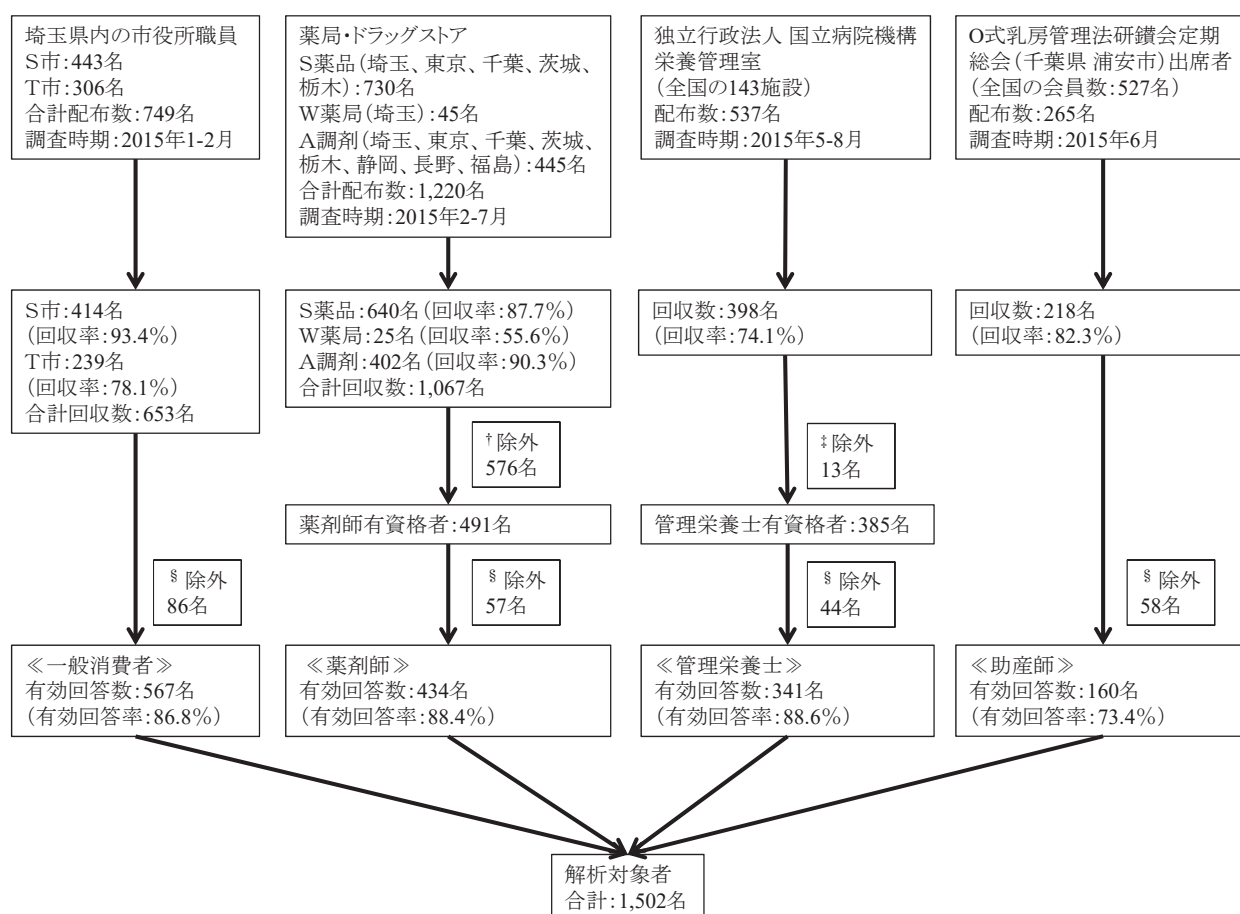 埼玉県内の市役所職員
S市:443名
T市:306名
合計配布数:749名
調査時期:2015年1-2月
薬局・ドラッグストア
S薬品(埼玉、東京、千葉、茨城、
栃木):730名
W薬局(埼玉):45名
A調剤(埼玉、東京、千葉、茨城、
栃木、静岡、長野、福島):445名
合計配布数:1,220名
調査時期:2015年2-7月
独立行政法人 国立病院機構
栄養管理室
(全国の143施設)
配布数:537名
調査時期:2015年5-8月
O式乳房管理法研鑽会定期
総会(千葉県 浦安市)出席者
(全国の会員数:527名)
配布数:265名
調査時期:2015年6月
S市:414名
(回収率:93.4%)
T市:239名
(回収率:78.1%)
合計回収数:653名
S薬品:640名(回収率:87.7%)
W薬局:25名(回収率:55.6%)
A調剤:402名(回収率:90.3%)
合計回収数:1,067名
回収数:398名
(回収率:74.1%)
回収数:218名
(回収率:82.3%)
† 除外
576名
‡ 除外
13名
薬剤師有資格者:491名
管理栄養士有資格者:385名
§ 除外
86名
§ 除外
57名
§ 除外
44名
§ 除外
58名
≪一般消費者≫
有効回答数:567名
(有効回答率:86.8%)
≪薬剤師≫
有効回答数:434名
(有効回答率:88.4%)
≪管理栄養士≫
有効回答数:341名
(有効回答率:88.6%)
≪助産師≫
有効回答数:160名
(有効回答率:73.4%)
解析対象者
合計:1,502名